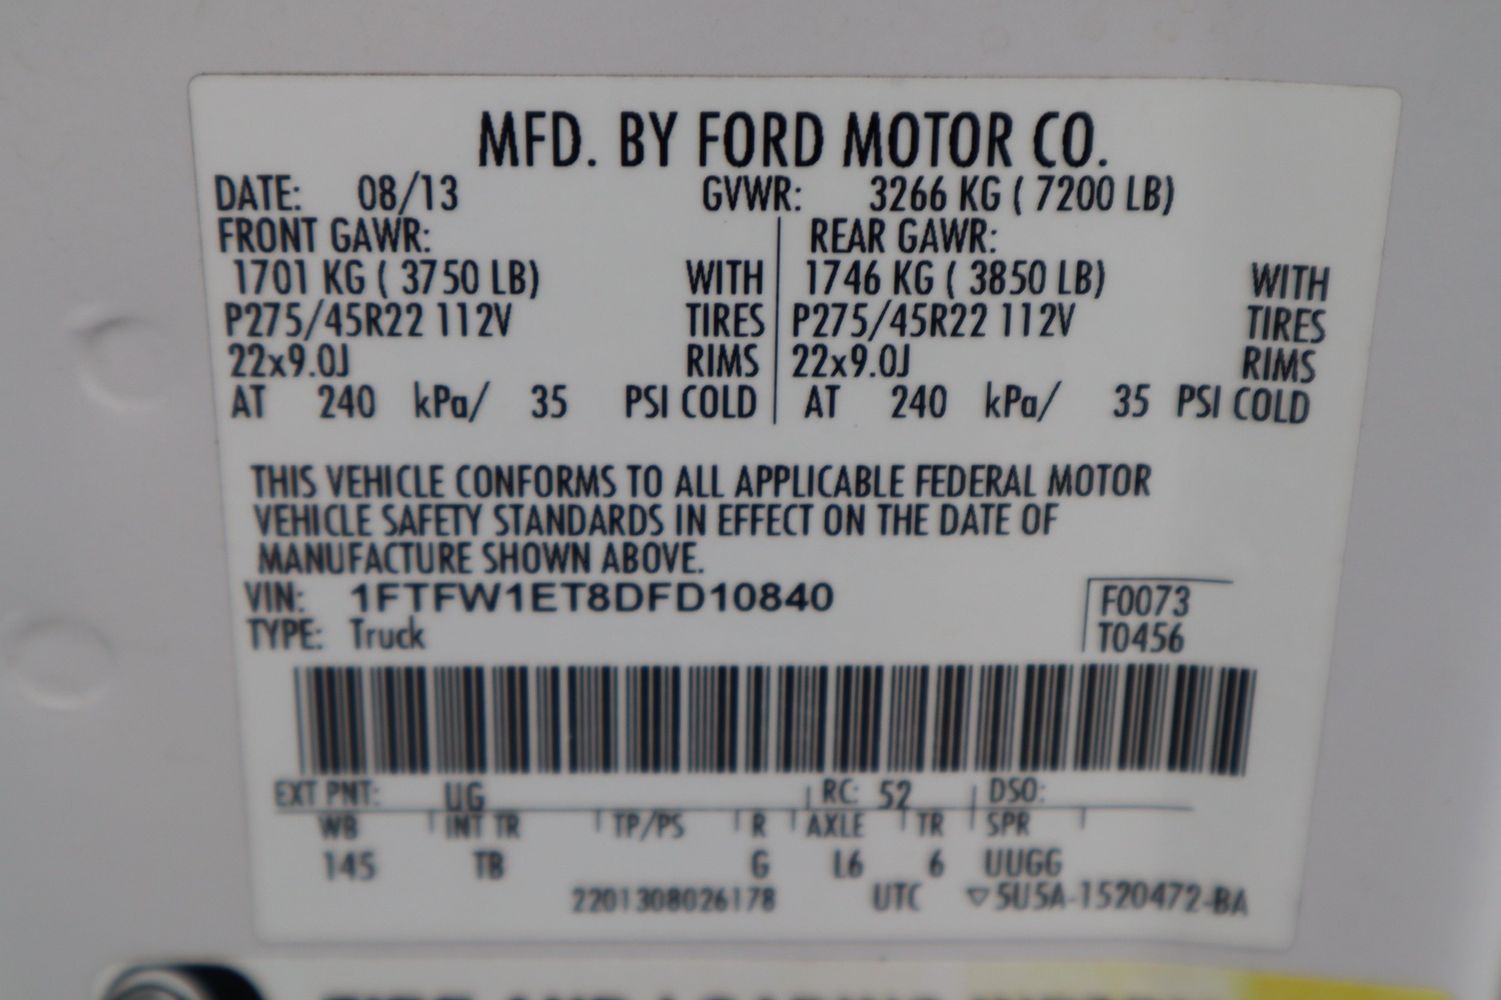 MFD. BY FORD MOTOR CO.
DATE: 08/13 GVWR: 3266 KG ( 7200 LB)
FRONT GAWR: REAR GAWR:
1701 KG ( 3750 LB) WITH 1746 KG ( 3850 LB) WITH
P275/45R22 112V TIRES P275/45R22 112V TIRES
22x9.0J RIMS 22x9.0J RIMS
AT 240 kPa/ 35 PSI COLD AT 240 kPa/ 35 PSI COLD
THIS VEHICLE CONFORMS TO ALL APPLICABLE FEDERAL MOTOR
VEHICLE SAFETY STANDARDS IN EFFECT ON THE DATE OF
MANUFACTURE SHOWN ABOVE.
VIN: 1FTFW1ET8DFD10840 F0073
TYPE: Truck T0456
EXT PNT: UG RC: 52 DSO:
WB INT TR TP/PS R AXLE TR SPR
145 TB G L6 6 UUGG
2201308026178 UTC ▽5U5A-1520472-BA